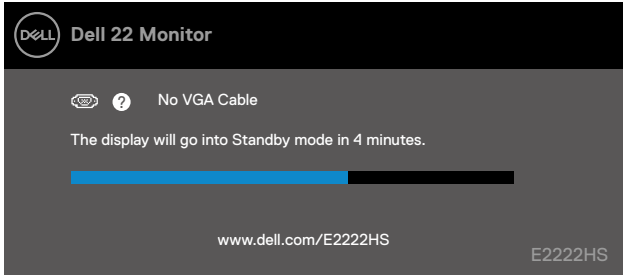 DELL Dell 22 Monitor
? No VGA Cable
The display will go into Standby mode in 4 minutes.
www.dell.com/E2222HS
E2222HS